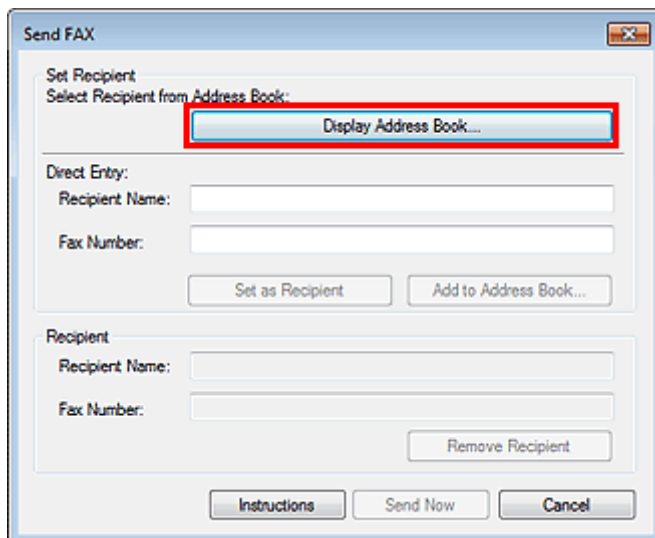 Send FAX
Set Recipient
Select Recipient from Address Book:
Display Address Book...
Direct Entry:
Recipient Name:
Fax Number:
Set as Recipient Add to Address Book...
Recipient
Recipient Name:
Fax Number:
Remove Recipient
Instructions Send Now Cancel